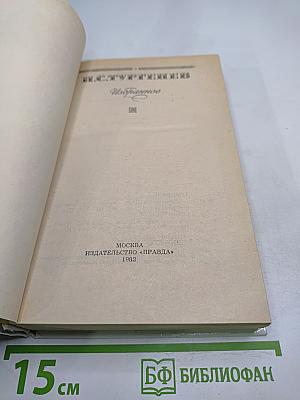 И.С.ТУРГЕНЕВ
Избранное
МОСКВА
ИЗДАТЕЛЬСТВО «ПРАВДА»
1982
15 см
БФ БИБЛИОФАН